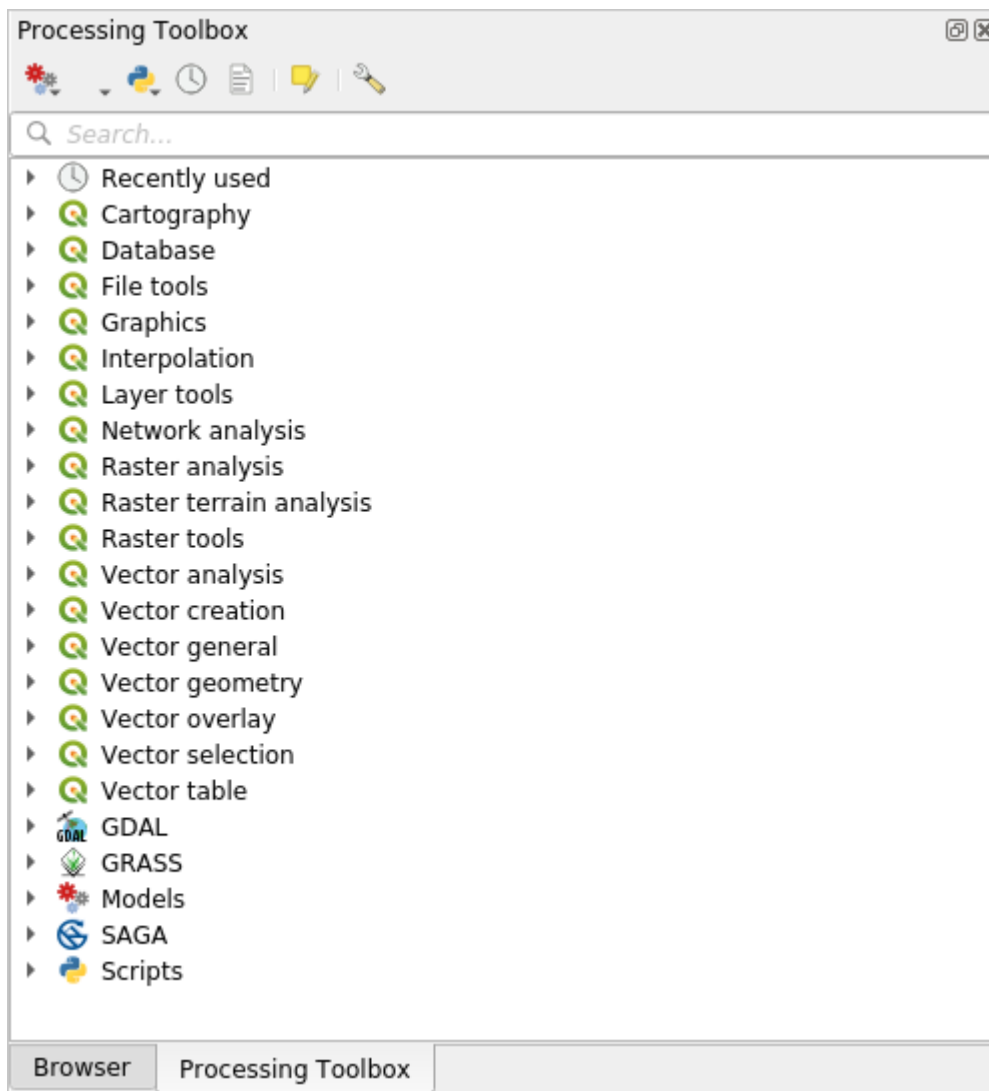 Processing Toolbox
Search...
Recently used
Cartography
Database
File tools
Graphics
Interpolation
Layer tools
Network analysis
Raster analysis
Raster terrain analysis
Raster tools
Vector analysis
Vector creation
Vector general
Vector geometry
Vector overlay
Vector selection
Vector table
GDAL GDAL
GRASS
Models
SAGA
Scripts
Browser Processing Toolbox